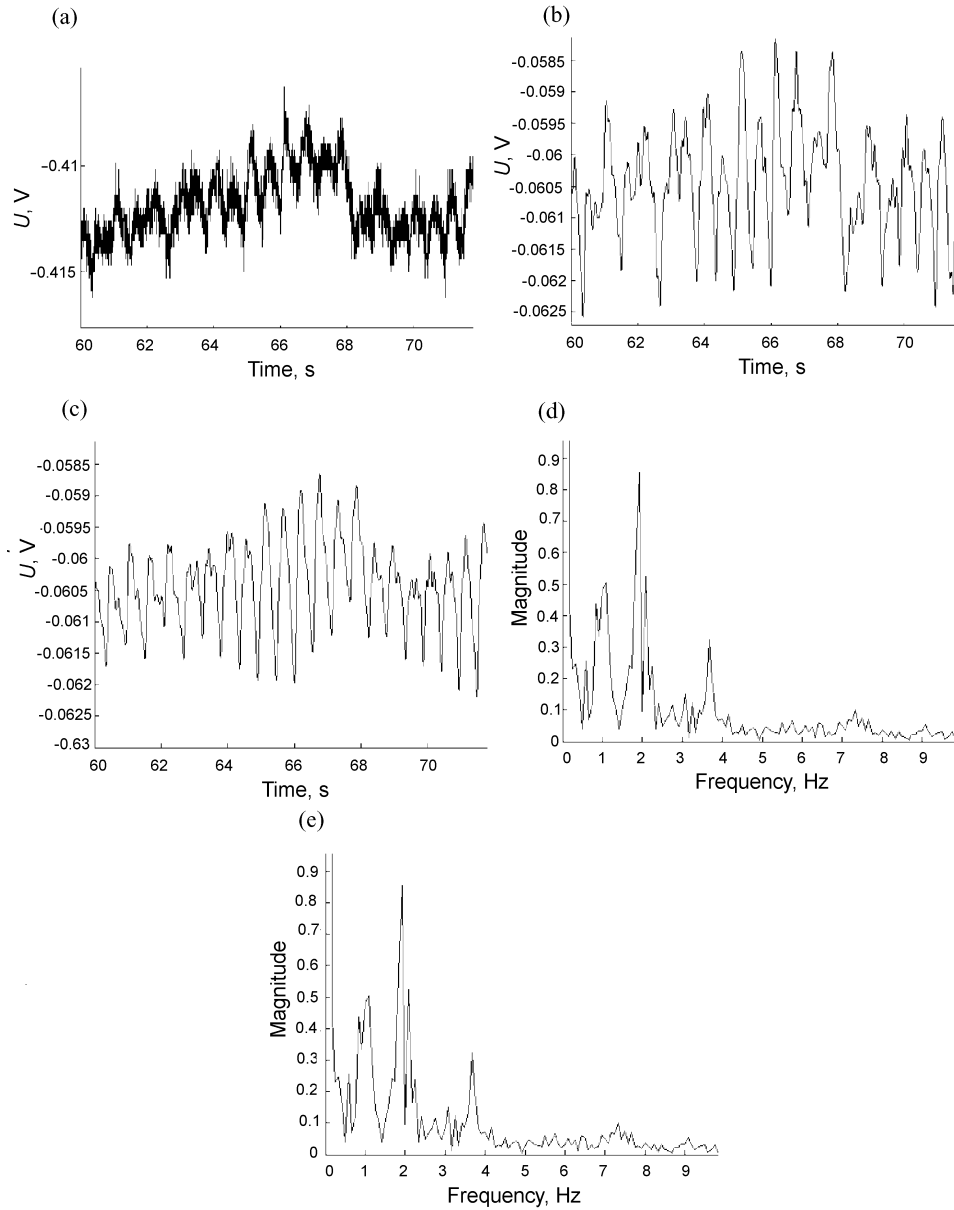 (a)
U, V
-0.41
-0.415
60 62 64 66 68 70
Time, s
(b)
U, V
-0.0585
-0.059
-0.0595
-0.06
-0.0605
-0.061
-0.0615
-0.062
-0.0625
60 62 64 66 68 70
Time, s
(c)
U, V
-0.0585
-0.059
-0.0595
-0.06
-0.0605
-0.061
-0.0615
-0.062
-0.0625
-0.63
60 62 64 66 68 70
Time, s
(d)
Magnitude
0.9
0.8
0.7
0.6
0.5
0.4
0.3
0.2
0.1
0
0 1 2 3 4 5 6 7 8 9
Frequency, Hz
(e)
Magnitude
0.9
0.8
0.7
0.6
0.5
0.4
0.3
0.2
0.1
0
0 1 2 3 4 5 6 7 8 9
Frequency, Hz